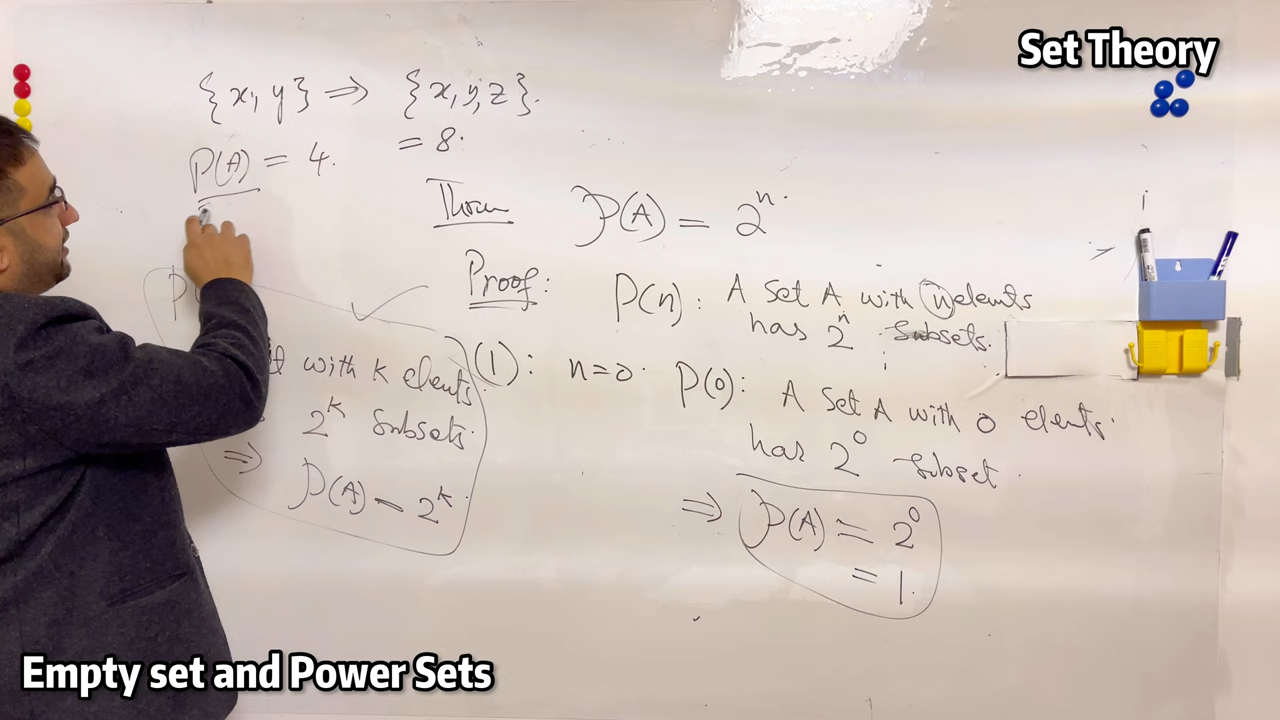 Set Theory
{x, y} ⇒ {x, y, z}.
P(A) = 4. = 8.
Thorem P(A) = 2ⁿ.
Proof: P(n): A set A with n elements
has 2ⁿ subsets.
P(
with k elements.
2ᵏ subsets.
⇒ P(A) = 2ᵏ.
(1): n=0. P(0): A set A with 0 elements.
has 2⁰ subset.
⇒ P(A) = 2⁰
= 1.
Empty set and Power Sets